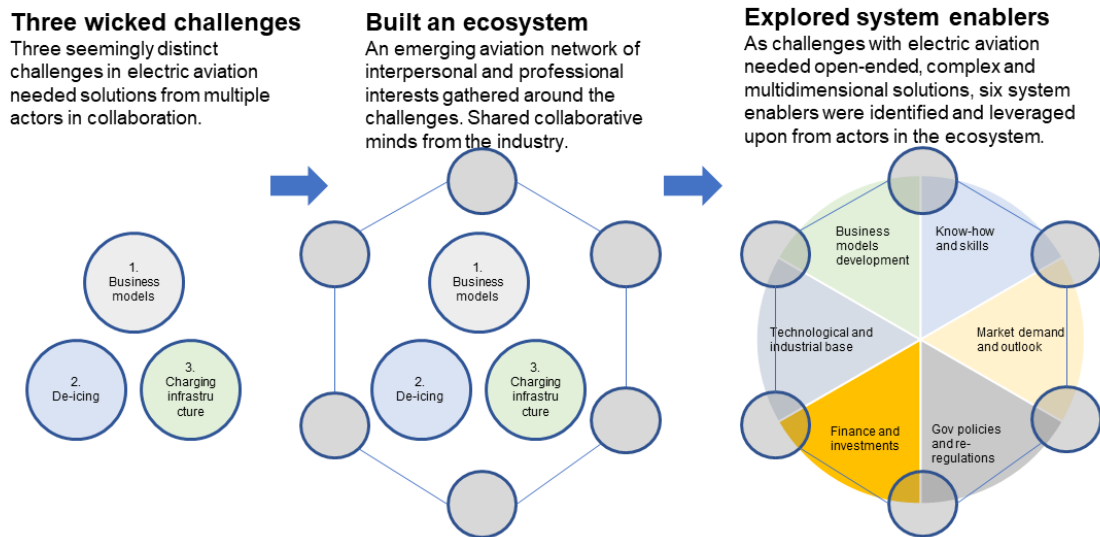 Three wicked challenges
Three seemingly distinct
challenges in electric aviation
needed solutions from multiple
actors in collaboration.
1.
Business
models
2.
De-icing
3.
Charging
infrastru
cture
Built an ecosystem
An emerging aviation network of
interpersonal and professional
interests gathered around the
challenges. Shared collaborative
minds from the industry.
1.
Business
models
2.
De-icing
3.
Charging
infrastru
cture
Explored system enablers
As challenges with electric aviation
needed open-ended, complex and
multidimensional solutions, six system
enablers were identified and leveraged
upon from actors in the ecosystem.
Business
models
development
Know-how
and skills
Technological and
industrial base
Market demand
and outlook
Finance and
investments
Gov policies
and re-
regulations